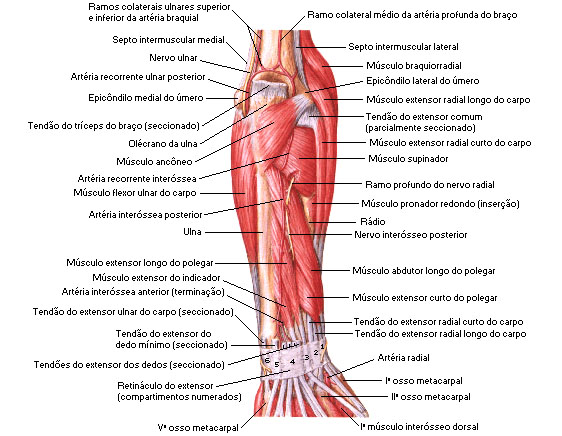 Ramos colaterais ulnares superior
e inferior da artéria braquial
Septo intermuscular medial
Nervo ulnar
Artéria recorrente ulnar posterior
Epicôndilo medial do úmero
Tendão do tríceps do braço (seccionado)
Olécrano da ulna
Músculo ancôneo
Artéria recorrente interóssea
Músculo flexor ulnar do carpo
Artéria interóssea posterior
Ulna
Músculo extensor longo do polegar
Músculo extensor do indicador
Artéria interóssea anterior (terminação)
Tendão do extensor ulnar do carpo (seccionado)
Tendão do extensor do
dedo mínimo (seccionado)
Tendões do extensor dos dedos (seccionado)
Retináculo do extensor
(compartimentos numerados)
Vº osso metacarpal
Ramo colateral médio da artéria profunda do braço
Septo intermuscular lateral
Músculo braquiorradial
Epicôndilo lateral do úmero
Músculo extensor radial longo do carpo
Tendão do extensor comum
(parcialmente seccionado)
Músculo extensor radial curto do carpo
Músculo supinador
Ramo profundo do nervo radial
Músculo pronador redondo (inserção)
Rádio
Nervo interósseo posterior
Músculo abdutor longo do polegar
Músculo extensor curto do polegar
Tendão do extensor radial curto do carpo
Tendão do extensor radial longo do carpo
Artéria radial
Iº osso metacarpal
IIº osso metacarpal
Iº músculo interósseo dorsal
6 5 4 3 2 1